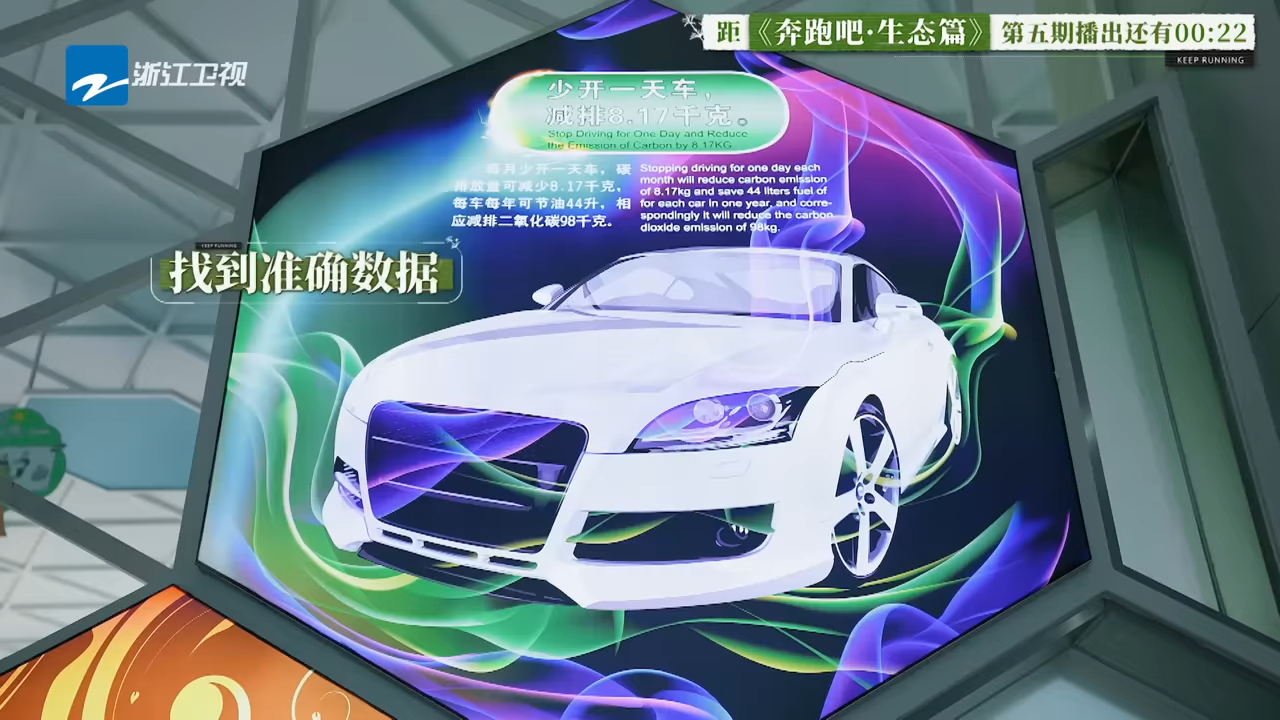 距《奔跑吧·生态篇》第五期播出还有00:22
KEEP RUNNING
浙江卫视
少开一天车，
减排8.17千克。
Stop Driving for One Day and Reduce
the Emission of Carbon by 8.17KG
每月少开一天车，碳
排放量可减少8.17千克，
每车每年可节油44升，相
应减排二氧化碳98千克。
Stopping driving for one day each
month will reduce carbon emission
of 8.17kg and save 44 liters fuel of
for each car in one year, and corre-
spondingly it will reduce the carbon
dioxide emission of 98kg.
KEEP RUNNING
找到准确数据